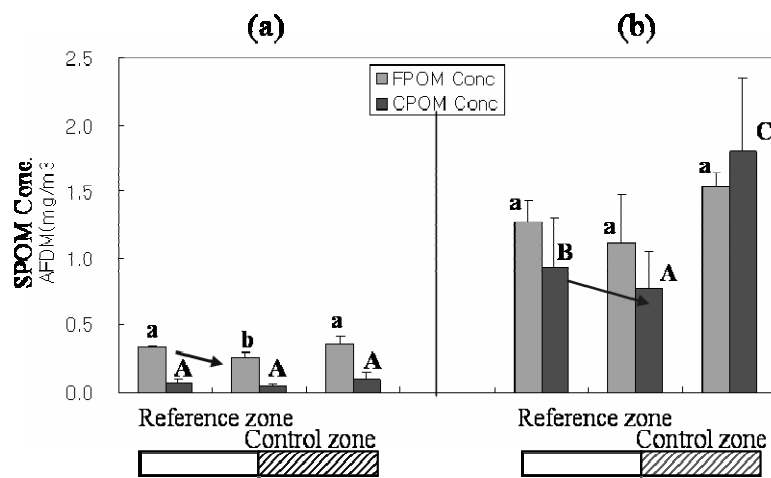 (a)
(b)
SPOM Conc.
AFDM(mg/m3
2.5
2.0
1.5
1.0
0.5
0.0
FPOM Conc
CPOM Conc
a
A
b
A
a
A
a
B
a
A
a
C
Reference zone
Control zone
Reference zone
Control zone